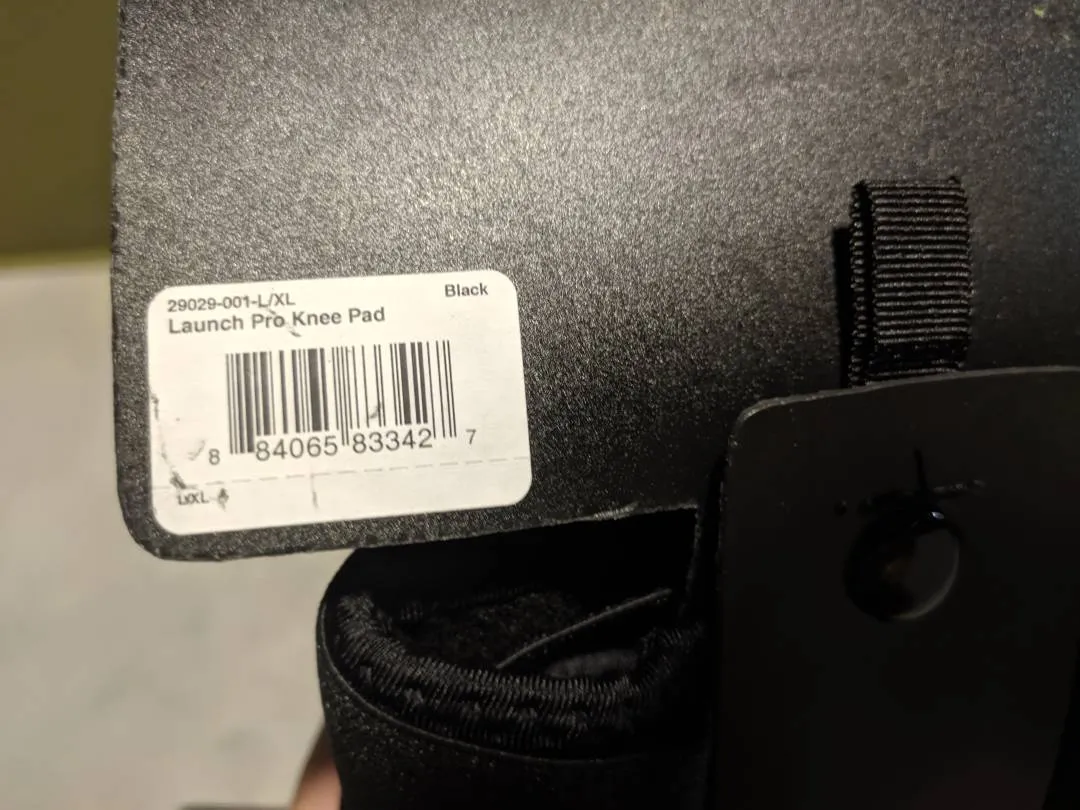 29029-001-L/XL Black
Launch Pro Knee Pad
8 84065 83342 7
L/XL